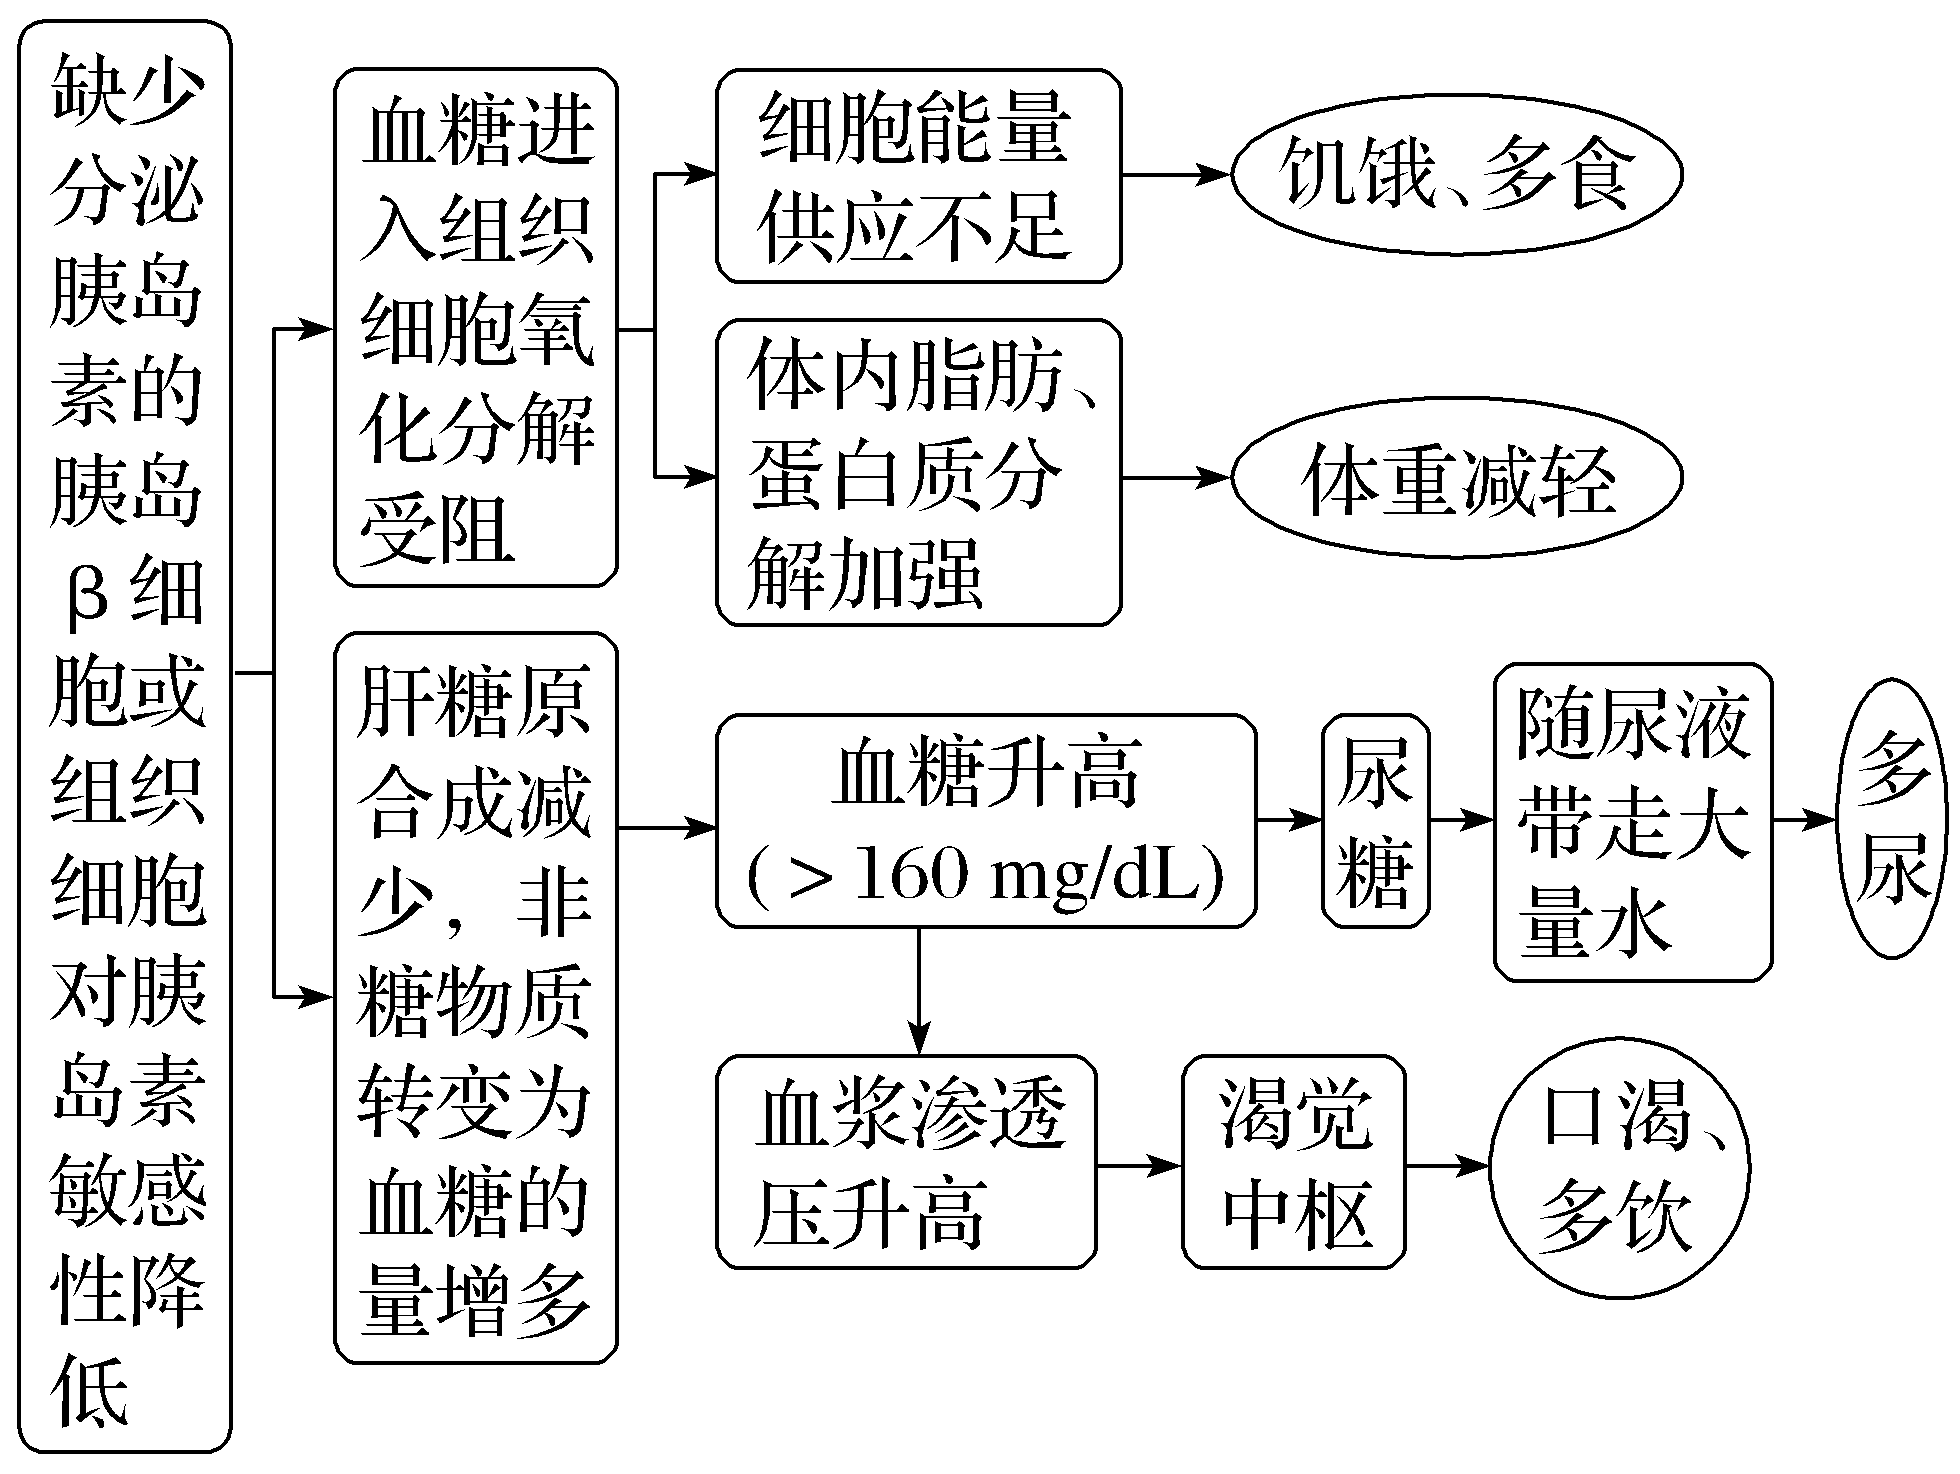 缺少
分泌
胰岛
素的
胰岛
β细
胞或
组织
细胞
对胰
岛素
敏感
性降
低
血糖进
入组织
细胞氧
化分解
受阻
细胞能量
供应不足
饥饿、多食
体内脂肪、
蛋白质分
解加强
体重减轻
肝糖原
合成减
少，非
糖物质
转变为
血糖的
量增多
血糖升高
(>160 mg/dL)
尿
糖
随尿液
带走大
量水
多
尿
血浆渗透
压升高
渴觉
中枢
口渴、
多饮